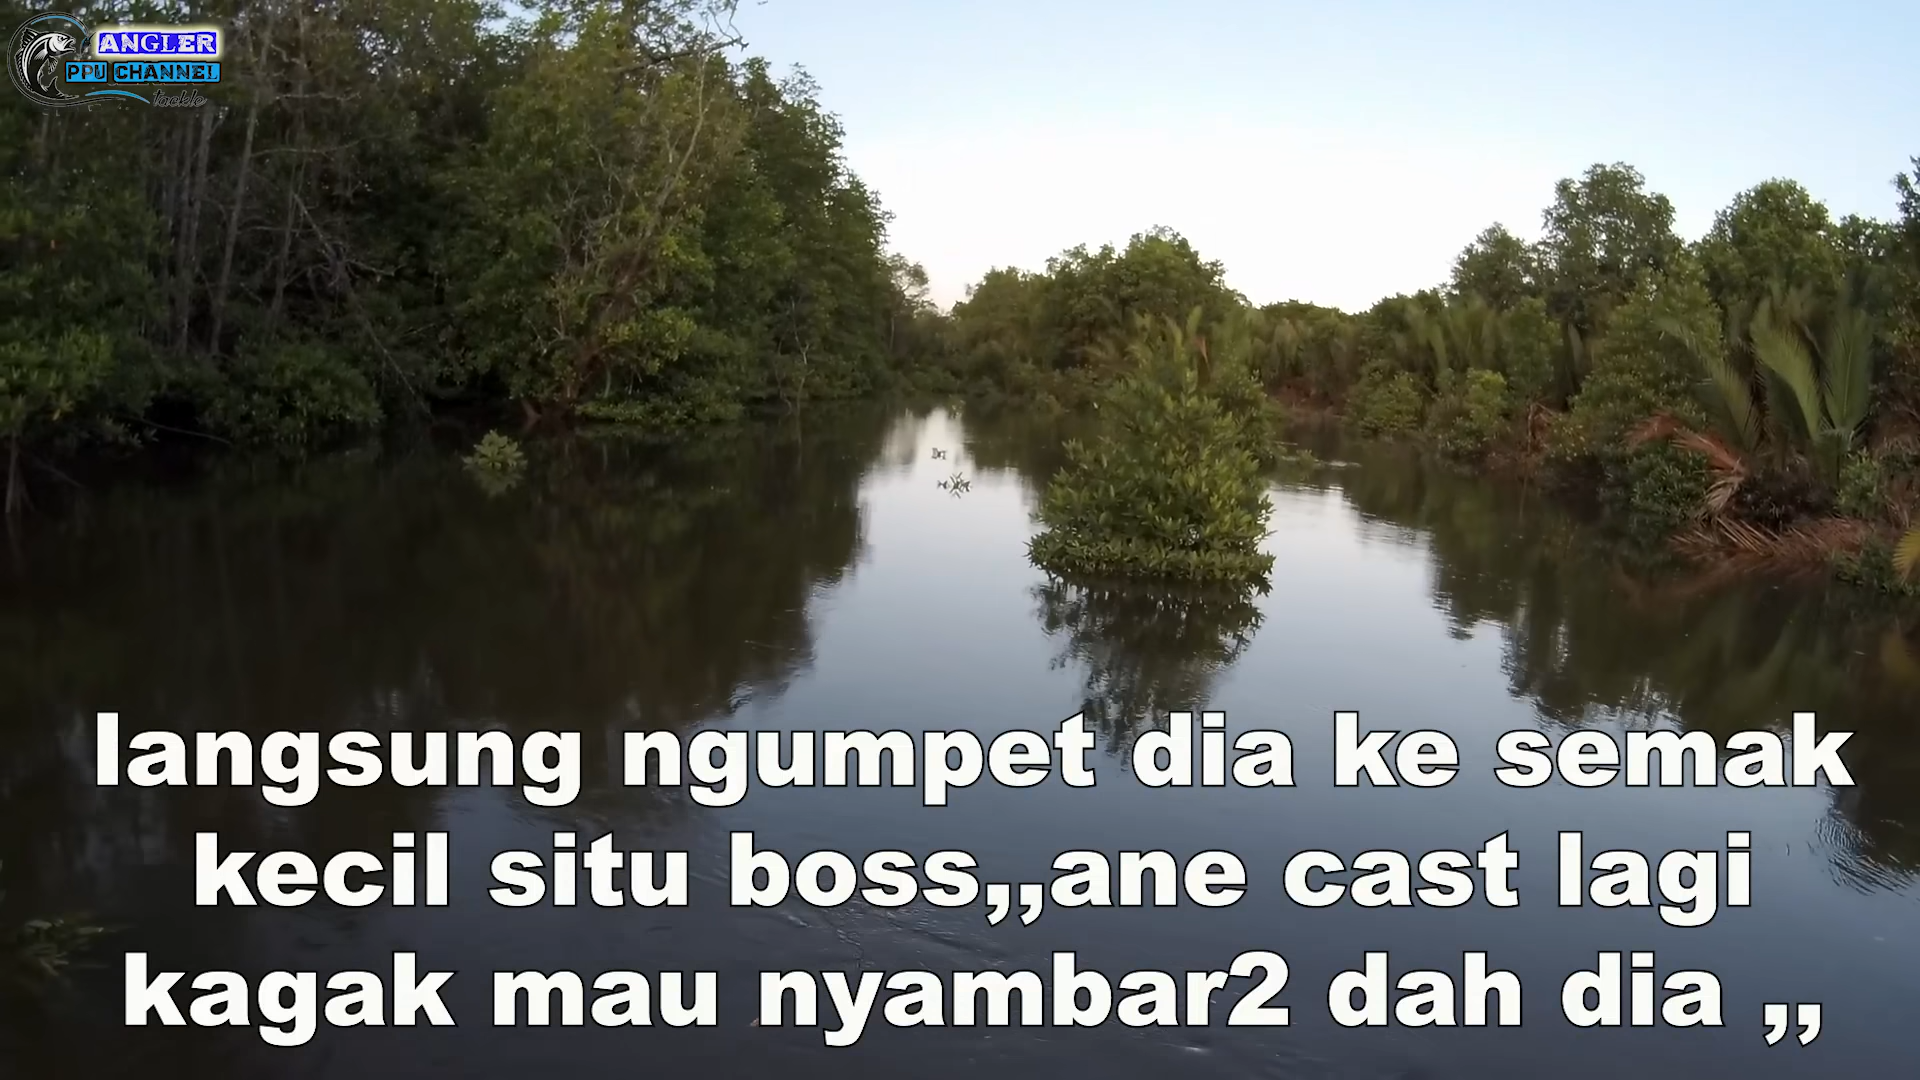 ANGLER
PPU CHANNEL
tackle
langsung ngumpet dia ke semak
kecil situ boss,,ane cast lagi
kagak mau nyambar2 dah dia ,,